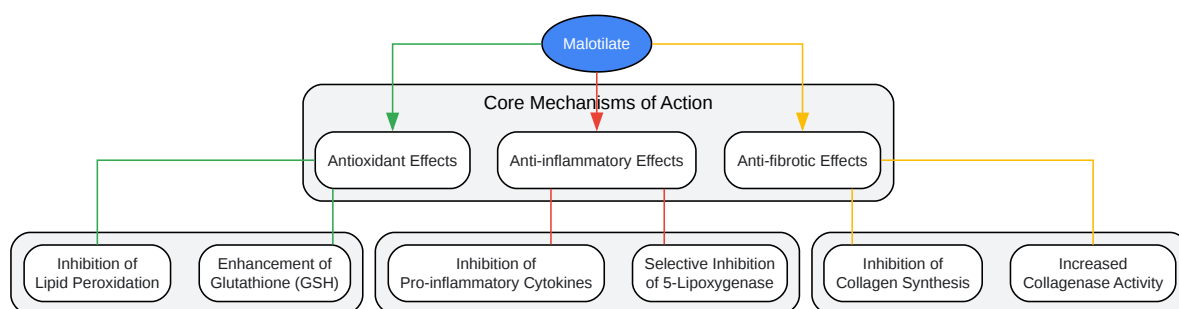 Malotilate
Core Mechanisms of Action
Antioxidant Effects
Anti-inflammatory Effects
Anti-fibrotic Effects
Inhibition of
Lipid Peroxidation
Enhancement of
Glutathione (GSH)
Inhibition of
Pro-inflammatory Cytokines
Selective Inhibition
of 5-Lipoxygenase
Inhibition of
Collagen Synthesis
Increased
Collagenase Activity